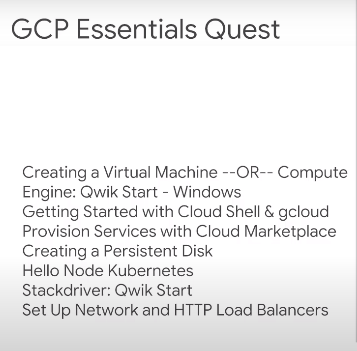 GCP Essentials Quest
Creating a Virtual Machine --OR-- Compute
Engine: Qwik Start - Windows
Getting Started with Cloud Shell & gcloud
Provision Services with Cloud Marketplace
Creating a Persistent Disk
Hello Node Kubernetes
Stackdriver: Qwik Start
Set Up Network and HTTP Load Balancers